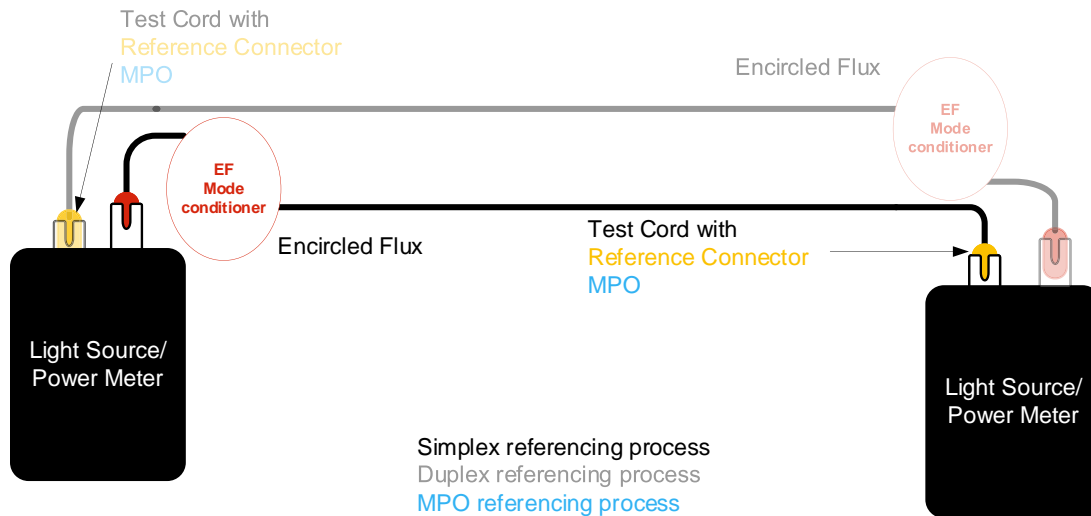 Test Cord with
Reference Connector
MPO
Encircled Flux
EF
Mode
conditioner
EF
Mode
conditioner
Encircled Flux
Test Cord with
Reference Connector
MPO
Light Source/
Power Meter
Light Source/
Power Meter
Simplex referencing process
Duplex referencing process
MPO referencing process